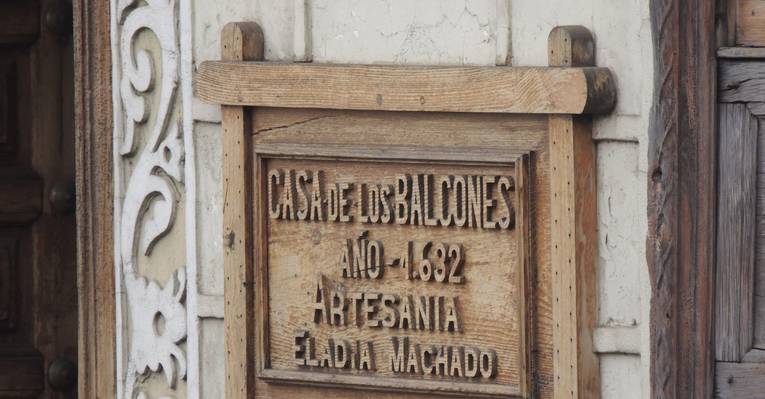 CASA DE LOS BALCONES
AÑO - 1.632
ARTESANIA
ELADIA MACHADO